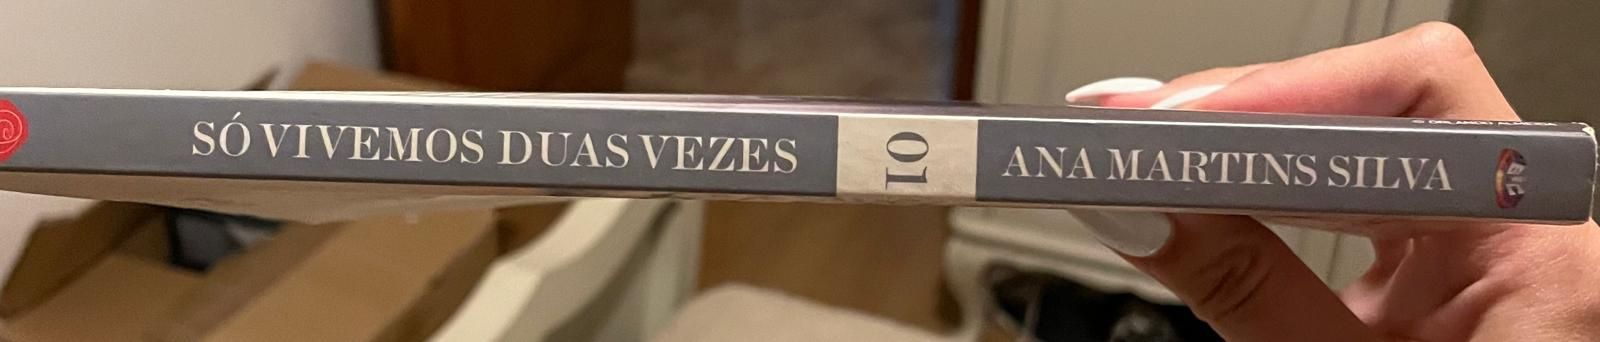 SÓ VIVEMOS DUAS VEZES
01
ANA MARTINS SILVA